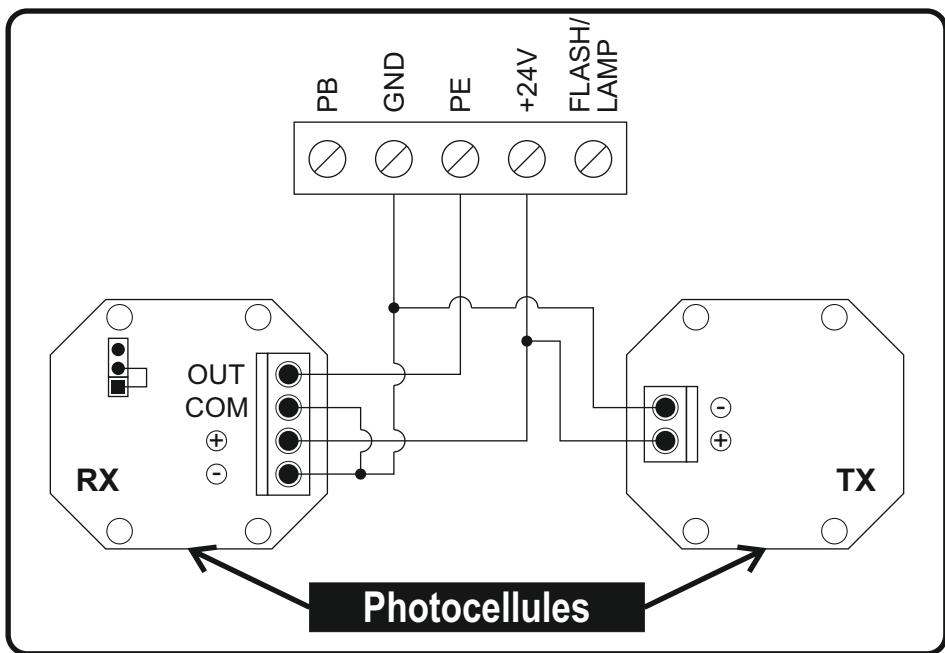 PB
GND
PE
+24V
FLASH/
LAMP
OUT
COM
+
-
RX
-
+
TX
Photocellules